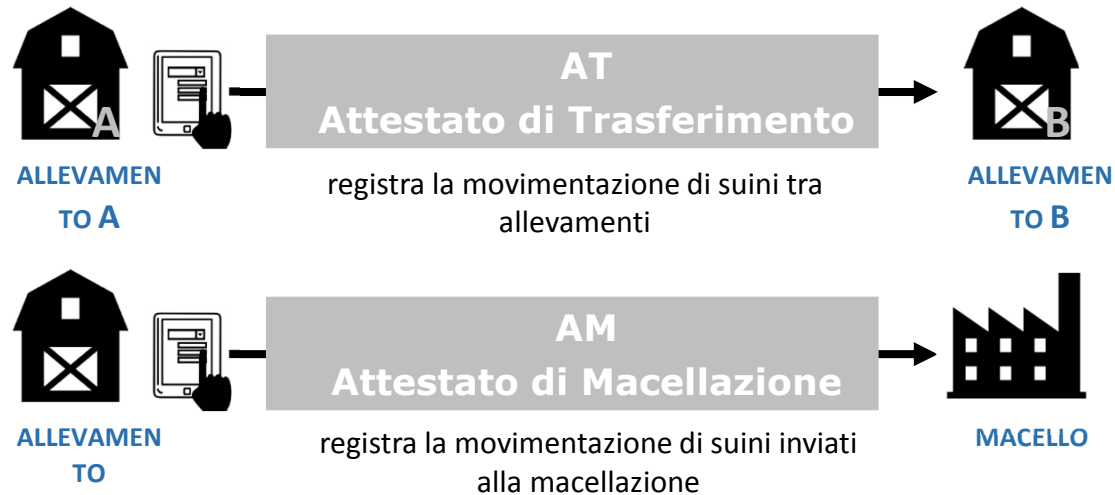 A
AT
Attestato di Trasferimento
B
ALLEVAMEN
TO A
registra la movimentazione di suini tra
allevamenti
ALLEVAMEN
TO B
AM
Attestato di Macellazione
ALLEVAMEN
TO
registra la movimentazione di suini inviati
alla macellazione
MACELLO